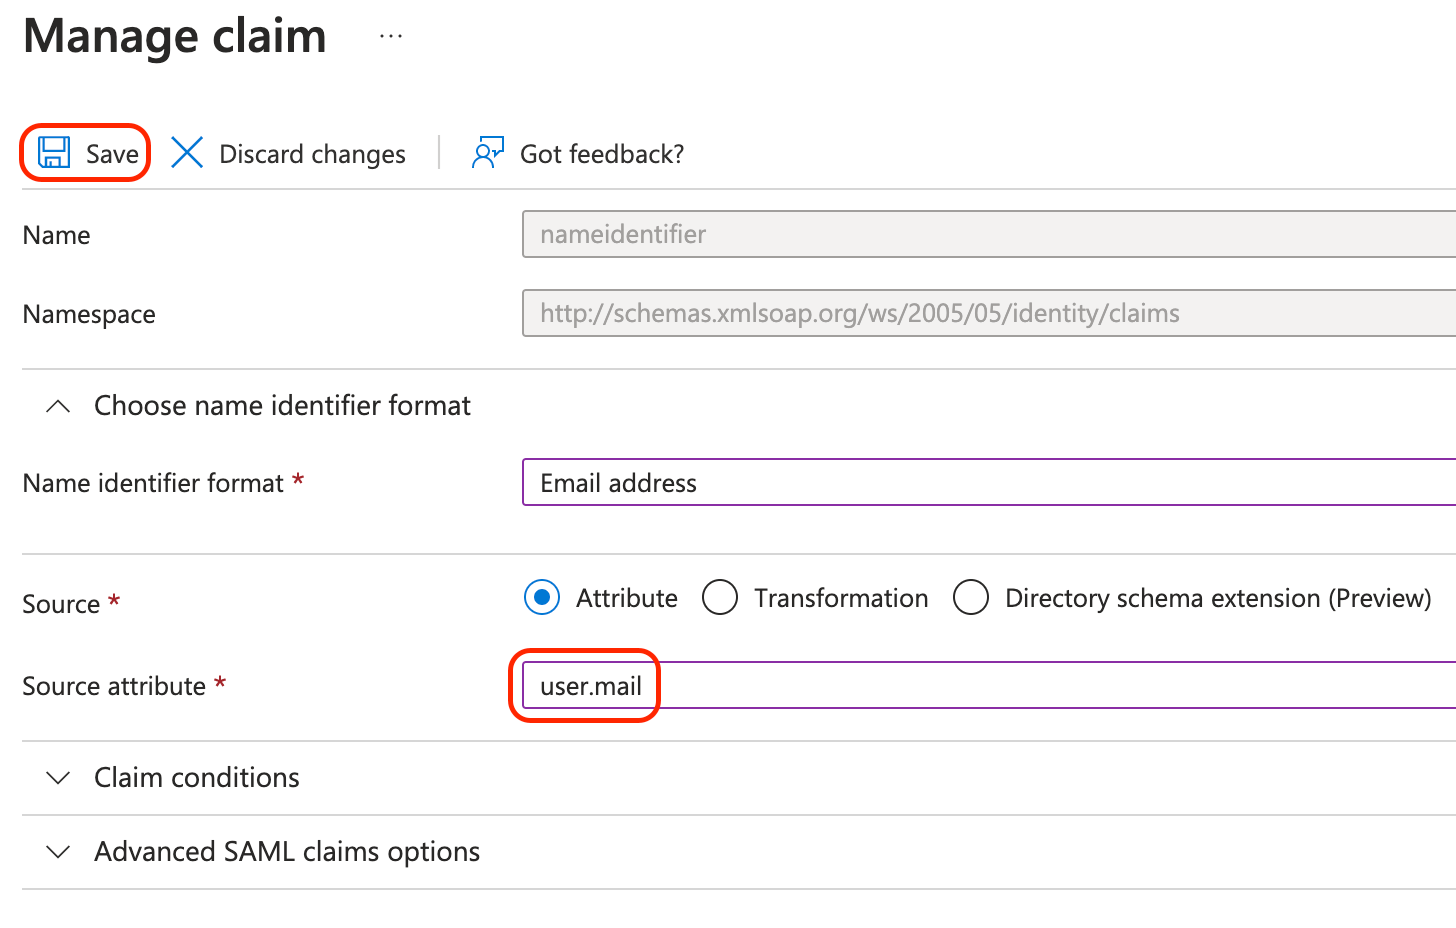 Manage claim ...
Save Discard changes Got feedback?
Name nameidentifier
Namespace http://schemas.xmlsoap.org/ws/2005/05/identity/claims
Choose name identifier format
Name identifier format * Email address
Source * Attribute Transformation Directory schema extension (Preview)
Source attribute * user.mail
Claim conditions
Advanced SAML claims options